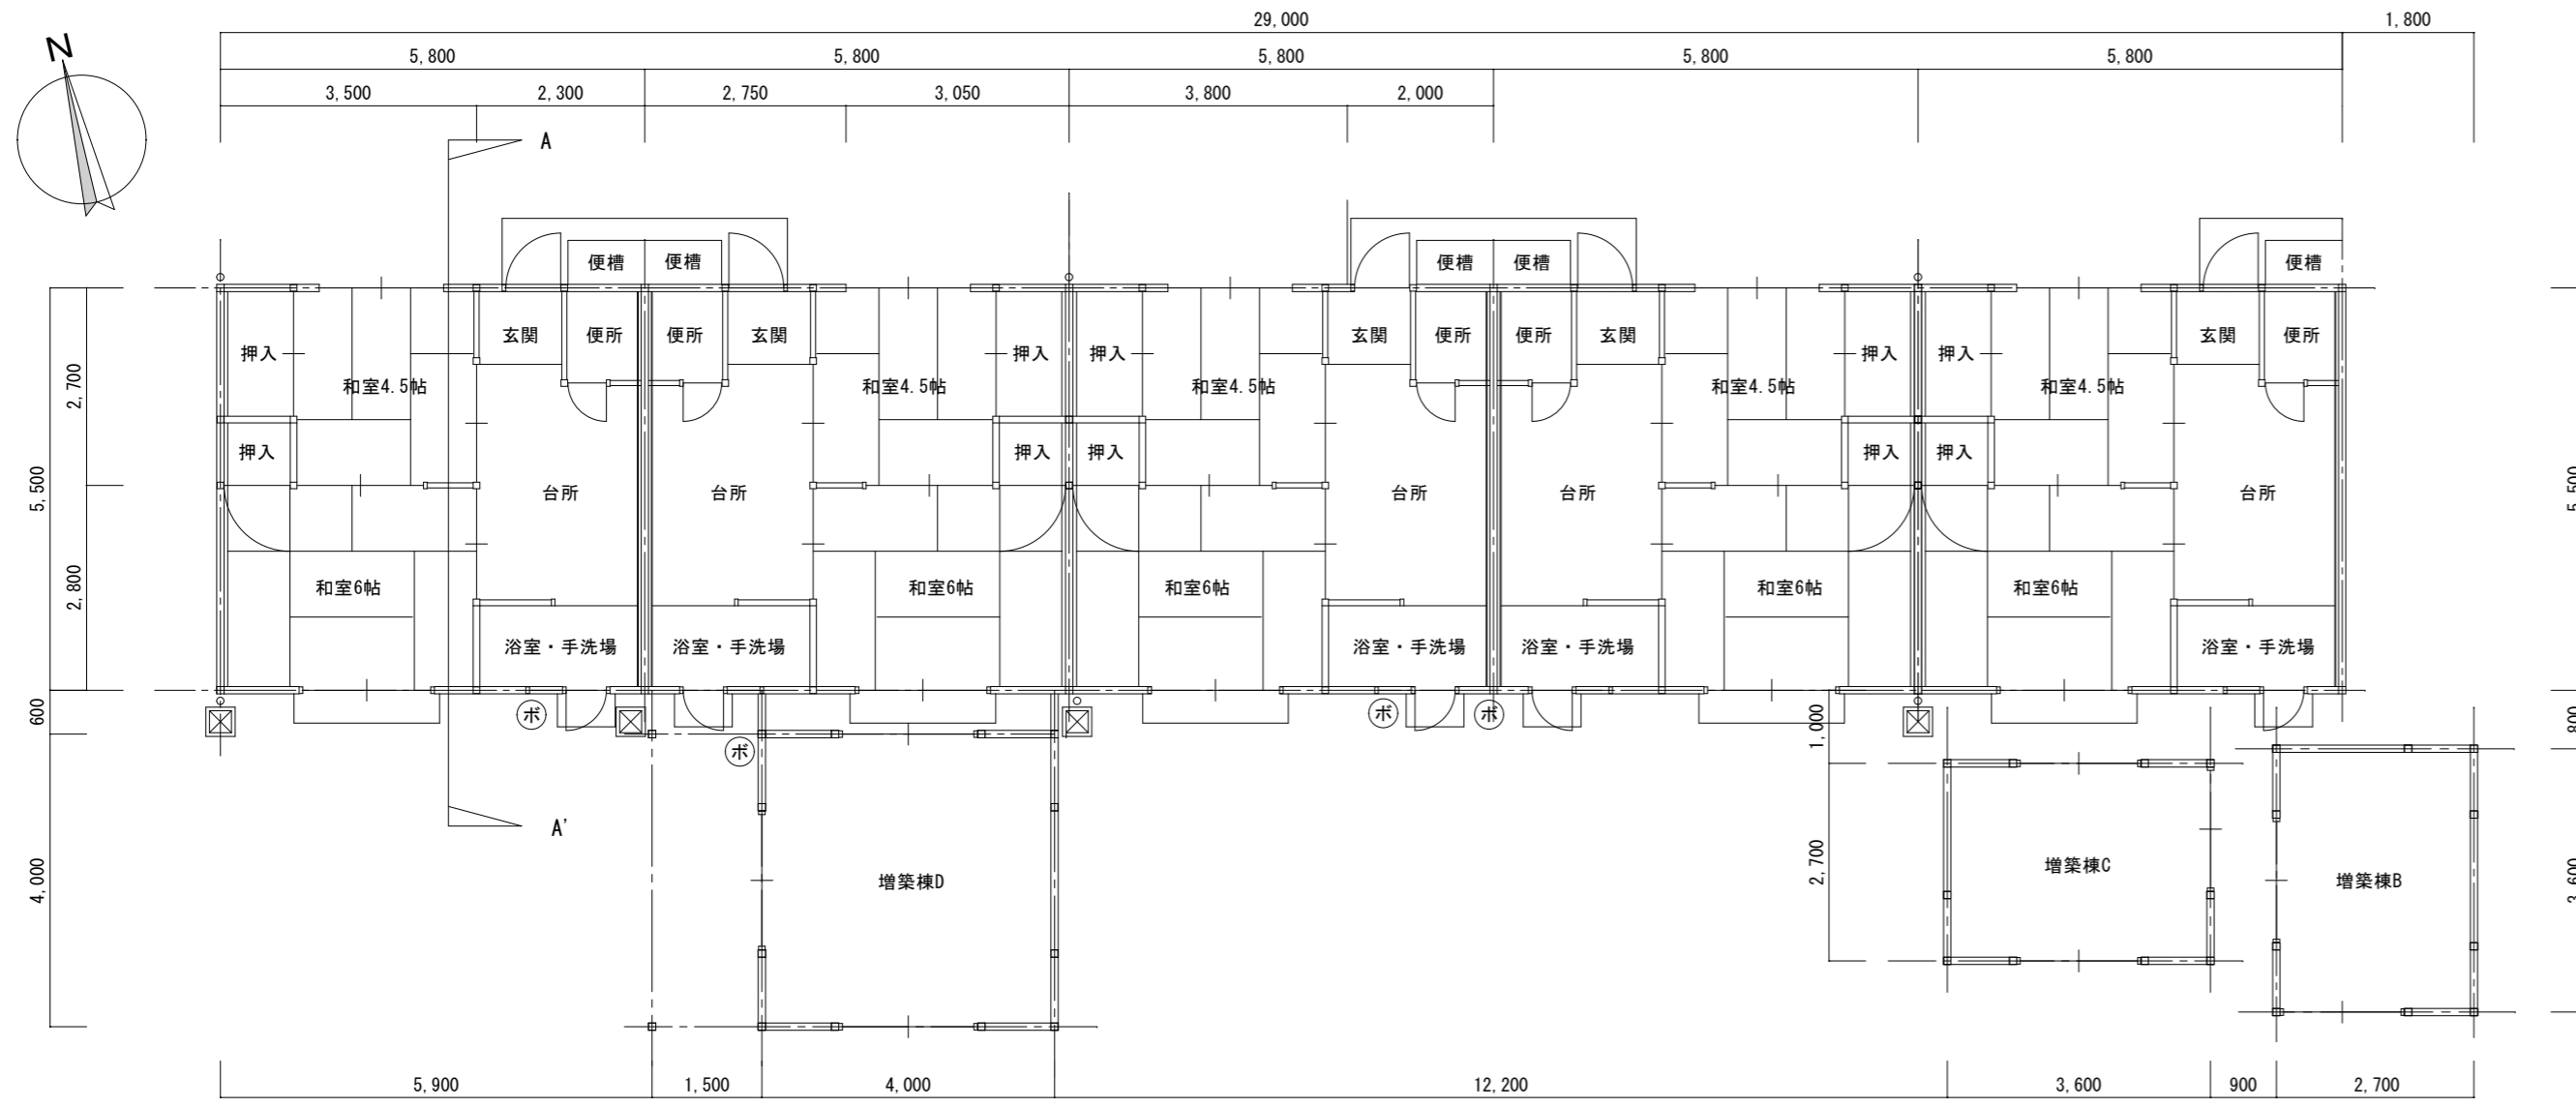 29,000
1,800
N
5,800
5,800
5,800
5,800
5,800
3,500
2,300
2,750
3,050
3,800
2,000
A
便槽
便槽
便槽
便槽
便槽
押入
玄関
便所
便所
玄関
押入
押入
玄関
便所
便所
玄関
押入
押入
玄関
便所
2,700
和室4.5帖
和室4.5帖
和室4.5帖
和室4.5帖
和室4.5帖
押入
押入
押入
押入
押入
5,500
台所
台所
台所
台所
台所
5,500
2,800
和室6帖
和室6帖
和室6帖
和室6帖
和室6帖
浴室・手洗場
浴室・手洗場
浴室・手洗場
浴室・手洗場
浴室・手洗場
600
ボ
ボ
ボ
ボ
1,000
800
A'
4,000
増築棟D
2,700
増築棟C
増築棟B
3,600
5,900
1,500
4,000
12,200
3,600
900
2,700